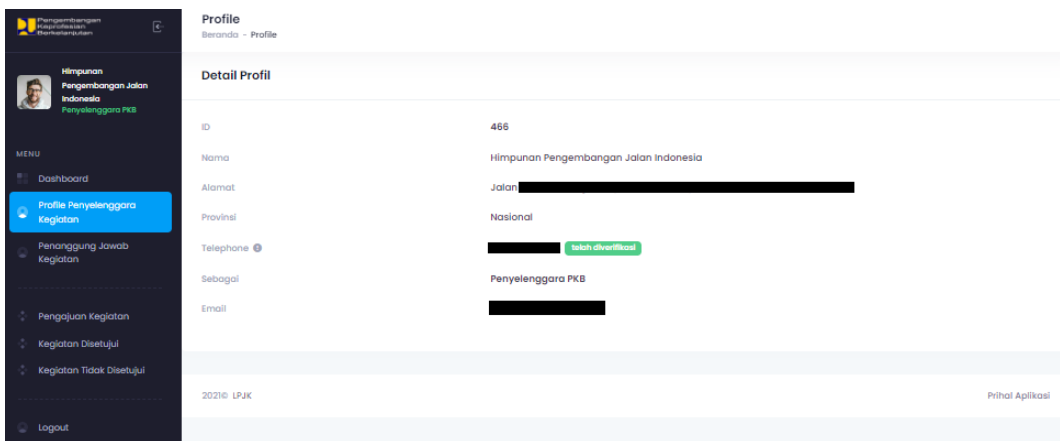 Pengembangan
Keprofesian
Berkelanjutan
Profile
Beranda - Profile
Himpunan
Pengembangan Jalan
Indonesia
Penyelenggara PKB
MENU
Dashboard
Profile Penyelenggara
Kegiatan
Penanggung Jawab
Kegiatan
Pengajuan Kegiatan
Kegiatan Disetujui
Kegiatan Tidak Disetujui
Logout
Detail Profil
ID 466
Nama Himpunan Pengembangan Jalan Indonesia
Alamat Jalan
Provinsi Nasional
Telephone telah diverifikasi
Sebagai Penyelenggara PKB
Email
2021© LPJK Prihal Aplikasi